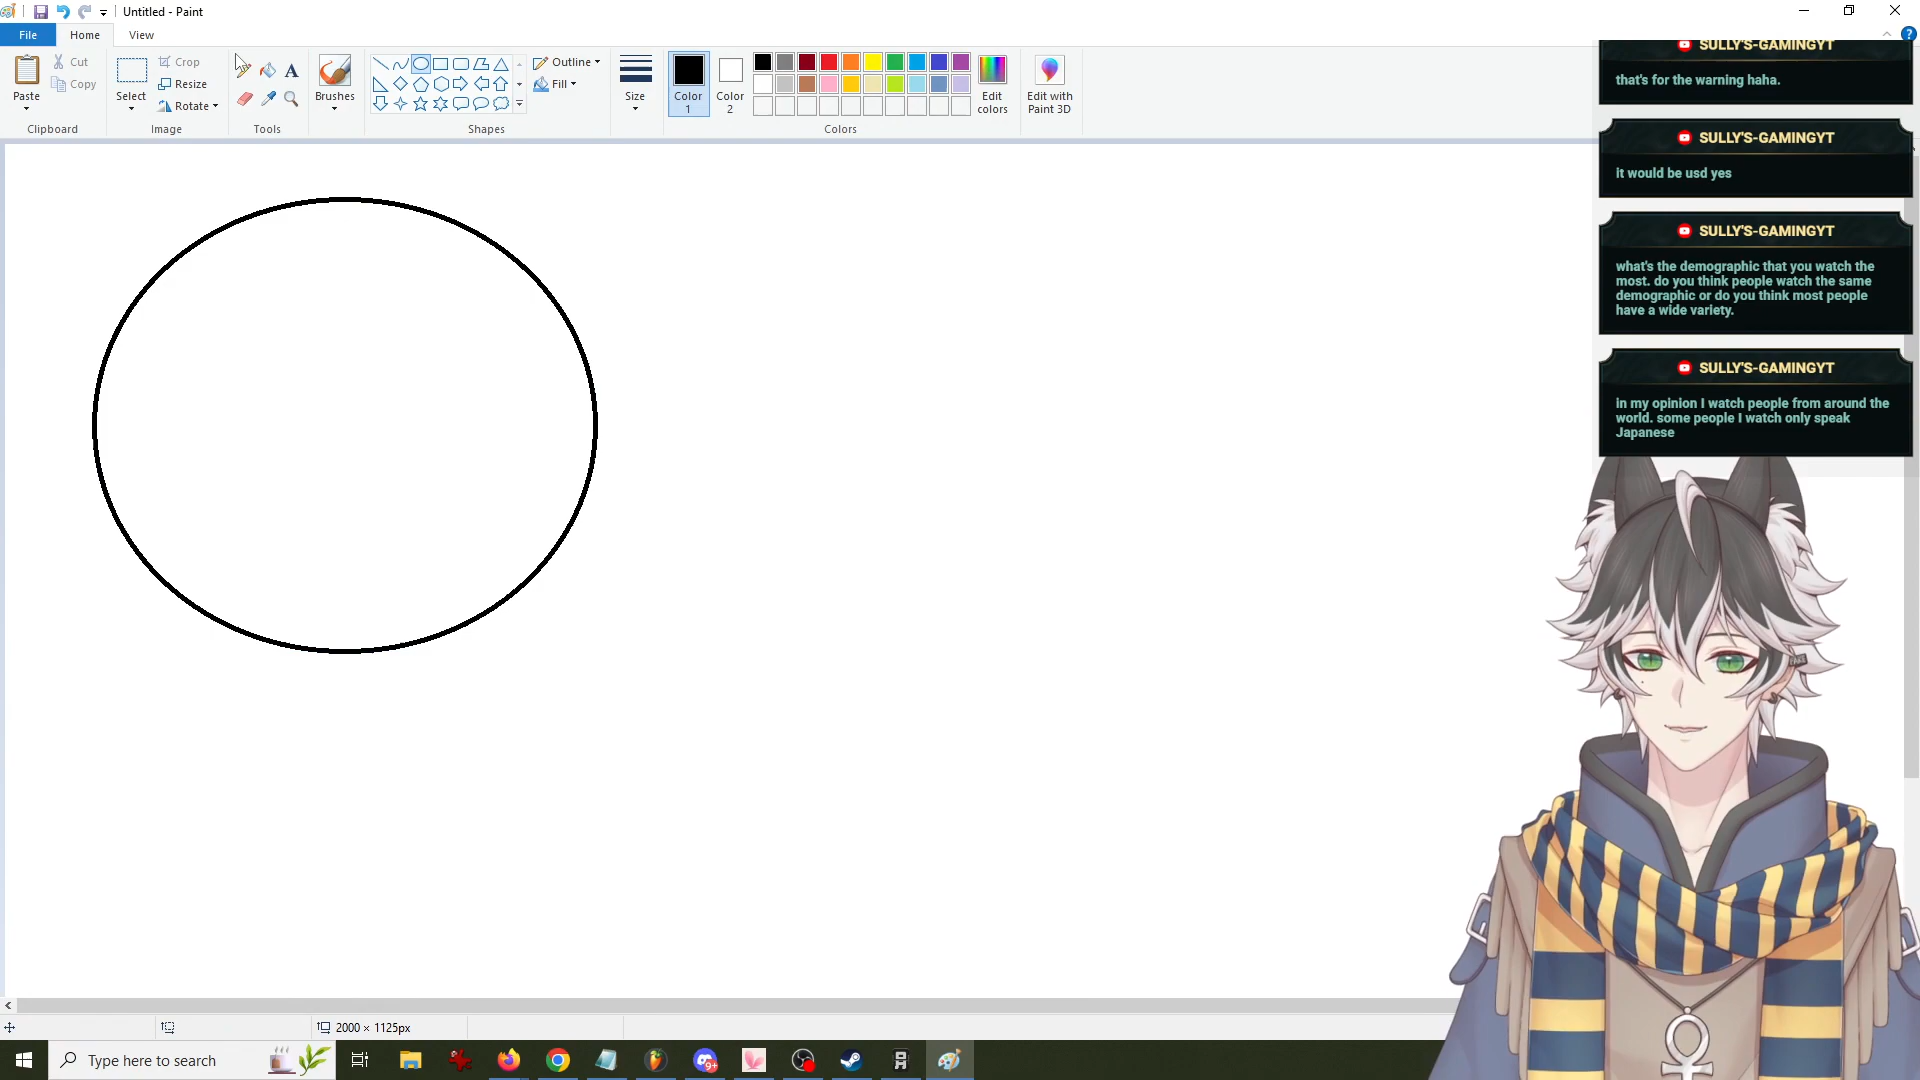 Untitled - Paint
File
Home
View
Paste
Cut
Copy
Clipboard
Select
Crop
Resize
Rotate
Image
Tools
Brushes
Shapes
Outline
Fill
Size
Color
1
Color
2
Edit
colors
Colors
Edit with
Paint 3D
SULLY'S-GAMINGYT
that's for the warning haha.
SULLY'S-GAMINGYT
it would be usd yes
SULLY'S-GAMINGYT
what's the demographic that you watch the
most. do you think people watch the same
demographic or do you think most people
have a wide variety.
SULLY'S-GAMINGYT
in my opinion I watch people from around the
world. some people I watch only speak
Japanese
FAKE
2000 × 1125px
Type here to search
9+